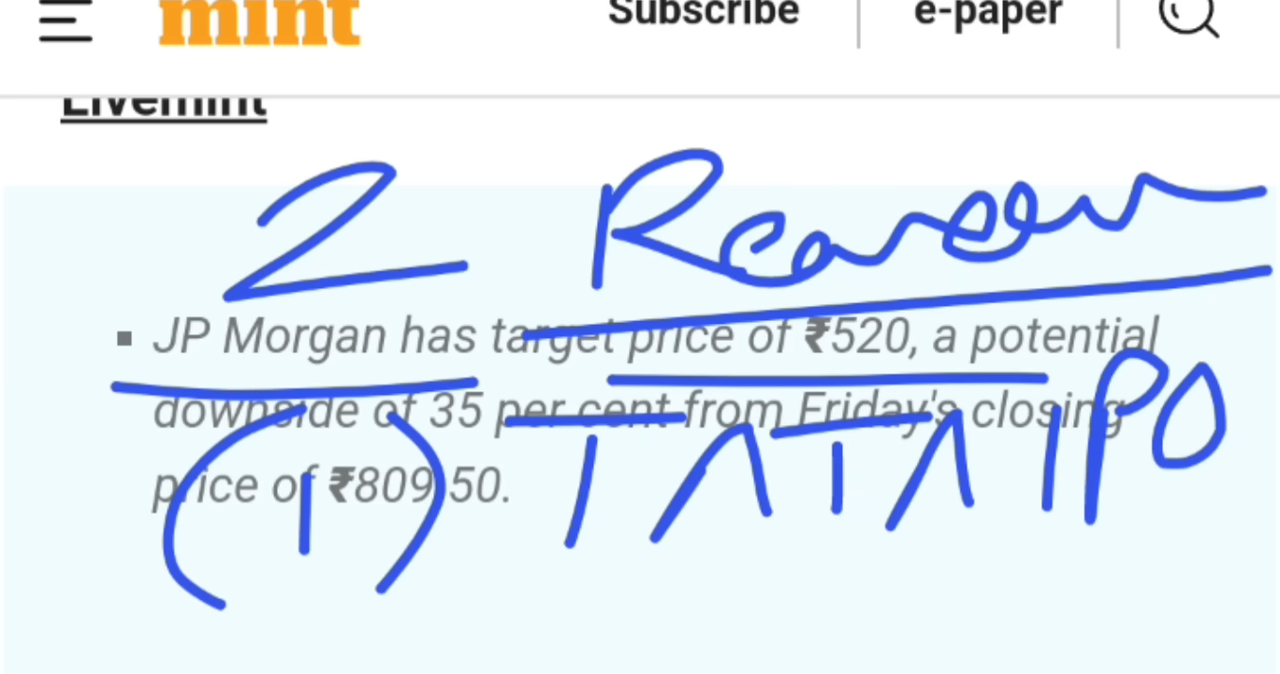 mint Subscribe e-paper
Livemint
2 Reason
▪ JP Morgan has target price of ₹520, a potential
downside of 35 per cent from Friday's closing
price of ₹809.50.
(1) TATA IPO